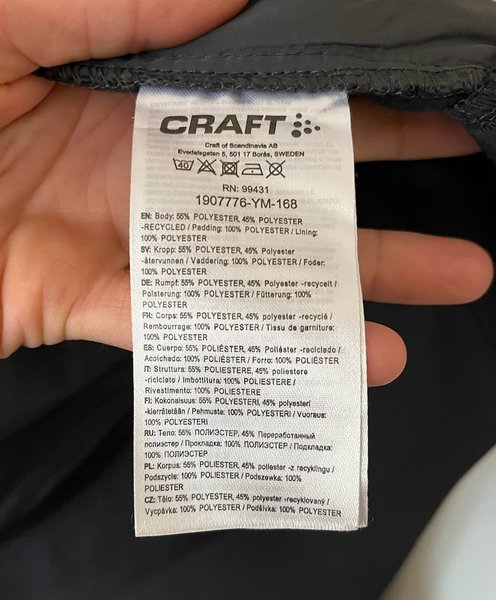 CRAFT
Craft of Scandinavia AB
Evedalsgatan 5, 501 17 Borås, SWEDEN
40
RN: 99431
1907776-YM-168
EN: Body: 55% POLYESTER, 45% POLYESTER
-RECYCLED / Padding: 100% POLYESTER / Lining:
100% POLYESTER
SV: Kropp: 55% POLYESTER, 45% Polyester
-återvunnen / Vaddering: 100% POLYESTER / Foder:
100% POLYESTER
DE: Rumpf: 55% POLYESTER, 45% Polyester -recycelt /
Polsterung: 100% POLYESTER / Fütterung: 100%
POLYESTER
FR: Corps: 55% POLYESTER, 45% polyester -recyclé /
Rembourrage: 100% POLYESTER / Tissu de garniture:
100% POLYESTER
ES: Cuerpo: 55% POLIÉSTER, 45% Poliéster -reciclado /
Acolchado: 100% POLIÉSTER / Forro: 100% POLIÉSTER
IT: Struttura: 55% POLIESTERE, 45% poliestere
-riciclato / Imbottitura: 100% POLIESTERE /
Rivestimento: 100% POLIESTERE
FI: Kokonaisuus: 55% POLYESTERI, 45% polyesteri
-kierrätetään / Pehmuste: 100% POLYESTERI / Vuoraus:
100% POLYESTERI
RU: Тело: 55% ПОЛИЭСТЕР, 45% Переработанный
полиэстер / Прокладка: 100% ПОЛИЭСТЕР / Подкладка:
100% ПОЛИЭСТЕР
PL: Korpus: 55% POLIESTER, 45% poliester -z recyklingu /
Podszycie: 100% POLIESTER / Podszewka: 100%
POLIESTER
CZ: Tělo: 55% POLYESTER, 45% polyester -recyklovaný /
Vycpávka: 100% POLYESTER / Podšívka: 100% POLYESTER